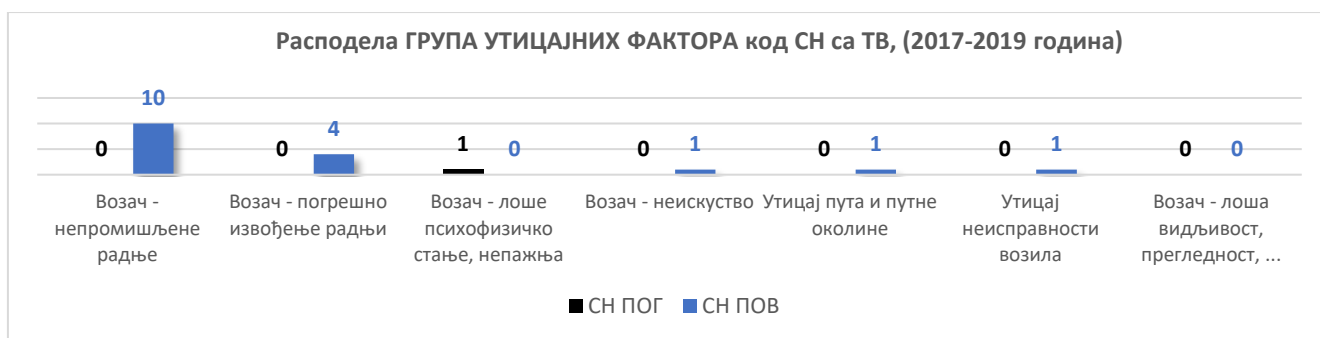 Расподела ГРУПА УТИЦАЈНИХ ФАКТОРА код СН са ТВ, (2017-2019 година)
0 10 0 4 1 0 0 1 0 1 0 1 0 0
Возач -
непромишљене
радње
Возач - погрешно
извођење радњи
Возач - лоше
психофизичко
стање, непажња
Возач - неискуство
Утицај пута и путне
околине
Утицај
неисправности
возила
Возач - лоша
видљивост,
прегледност, ...
СН ПОГ СН ПОВ